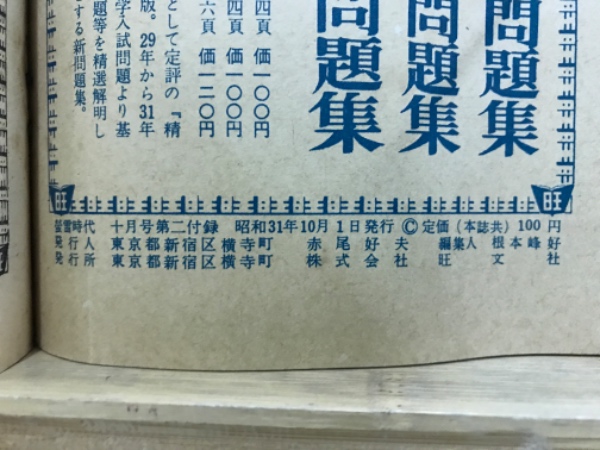 問題集
問題集
問題集
四頁 価一〇〇円
四頁 価一〇〇円
六頁 価一二〇円
として定評の『精
版。29年から31年
学入試問題より基
題等を精選解明し
する新問題集。
旺
旺
螢雪時代 十月号第二付録 昭和31年10月1日発行 © 定価(本誌共)100円
発行人 東京都新宿区横寺町 赤尾好夫 編集人 根本峰好
発行所 東京都新宿区横寺町 株式会社 旺文社